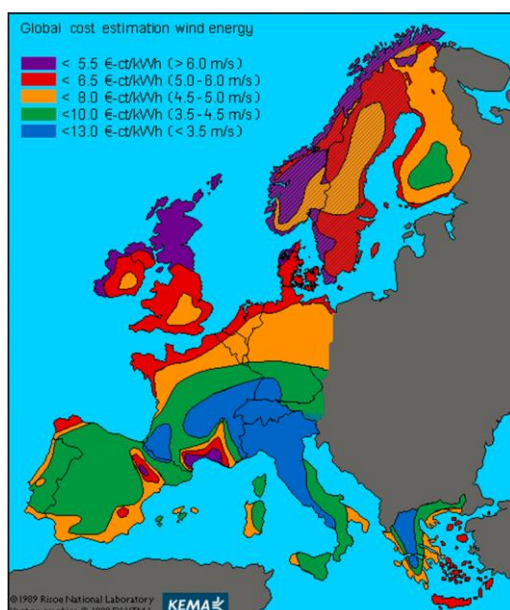 Global cost estimation wind energy
< 5.5 €-ct/kWh (>6.0 m/s)
< 6.5 €-ct/kWh (5.0-6.0 m/s)
< 8.0 €-ct/kWh (4.5-5.0 m/s)
<10.0 €-ct/kWh (3.5-4.5 m/s)
<13.0 €-ct/kWh (<3.5 m/s)
©1989 Risoe National Laboratory
KEMA